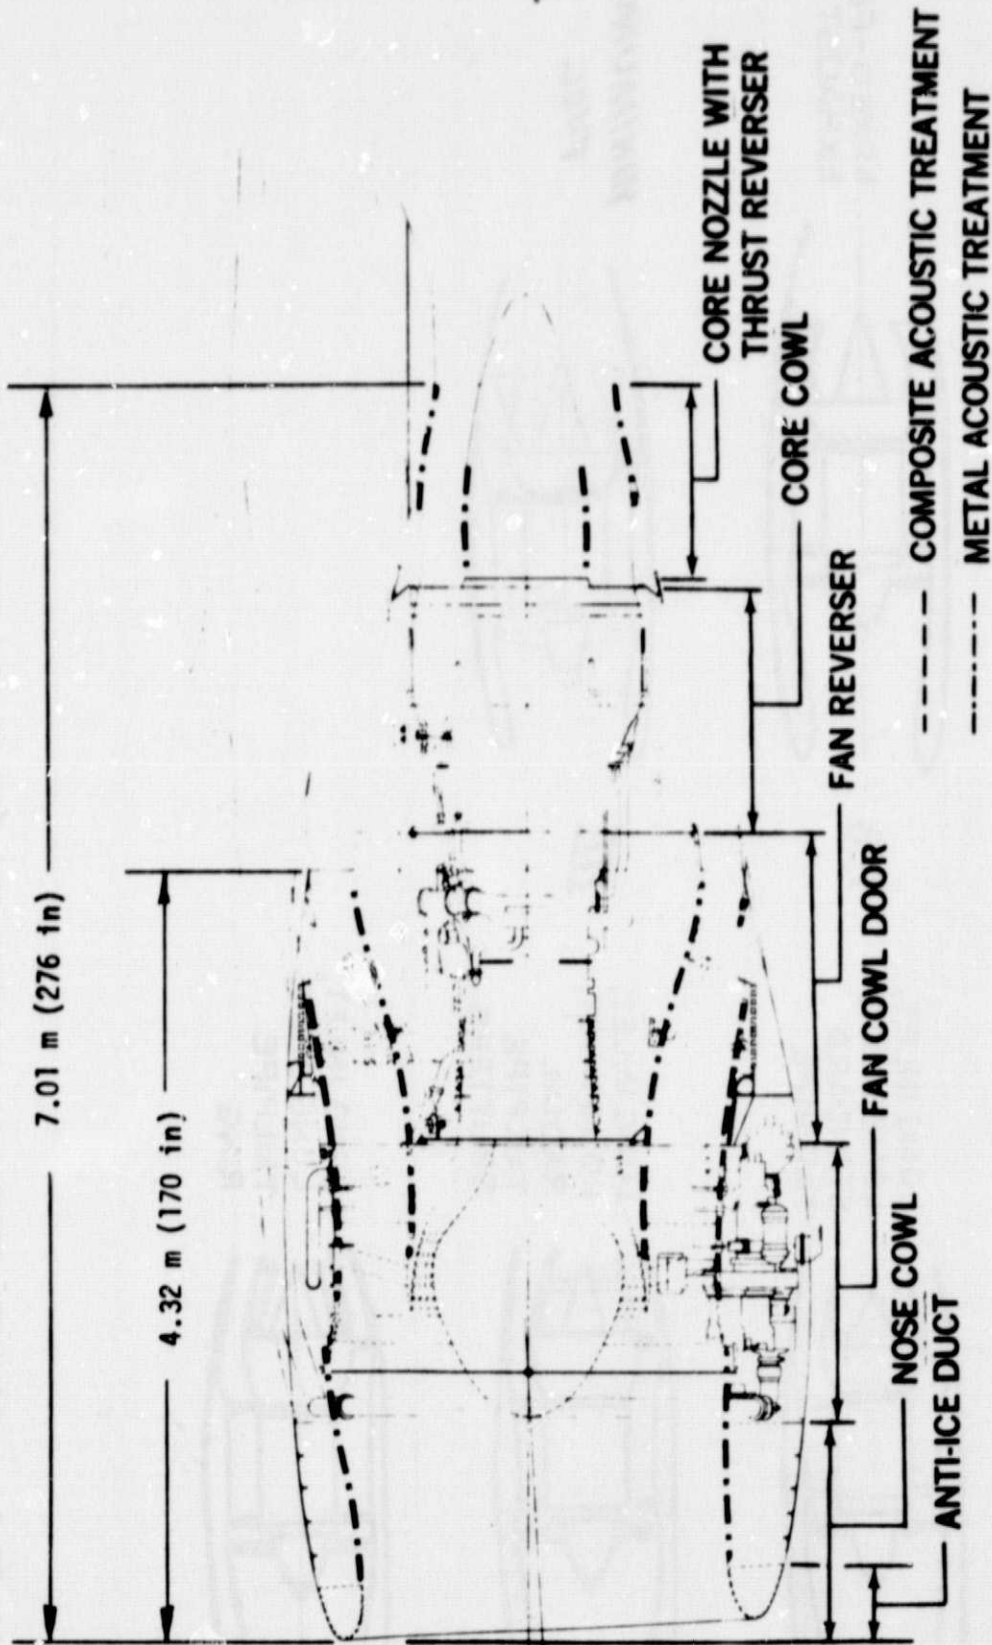 7.01 m (276 in)
4.32 m (170 in)
CORE NOZZLE WITH
THRUST REVERSER
CORE COWL
FAN REVERSER
FAN COWL DOOR
NOSE COWL
ANTI-ICE DUCT
COMPOSITE ACOUSTIC TREATMENT
METAL ACOUSTIC TREATMENT